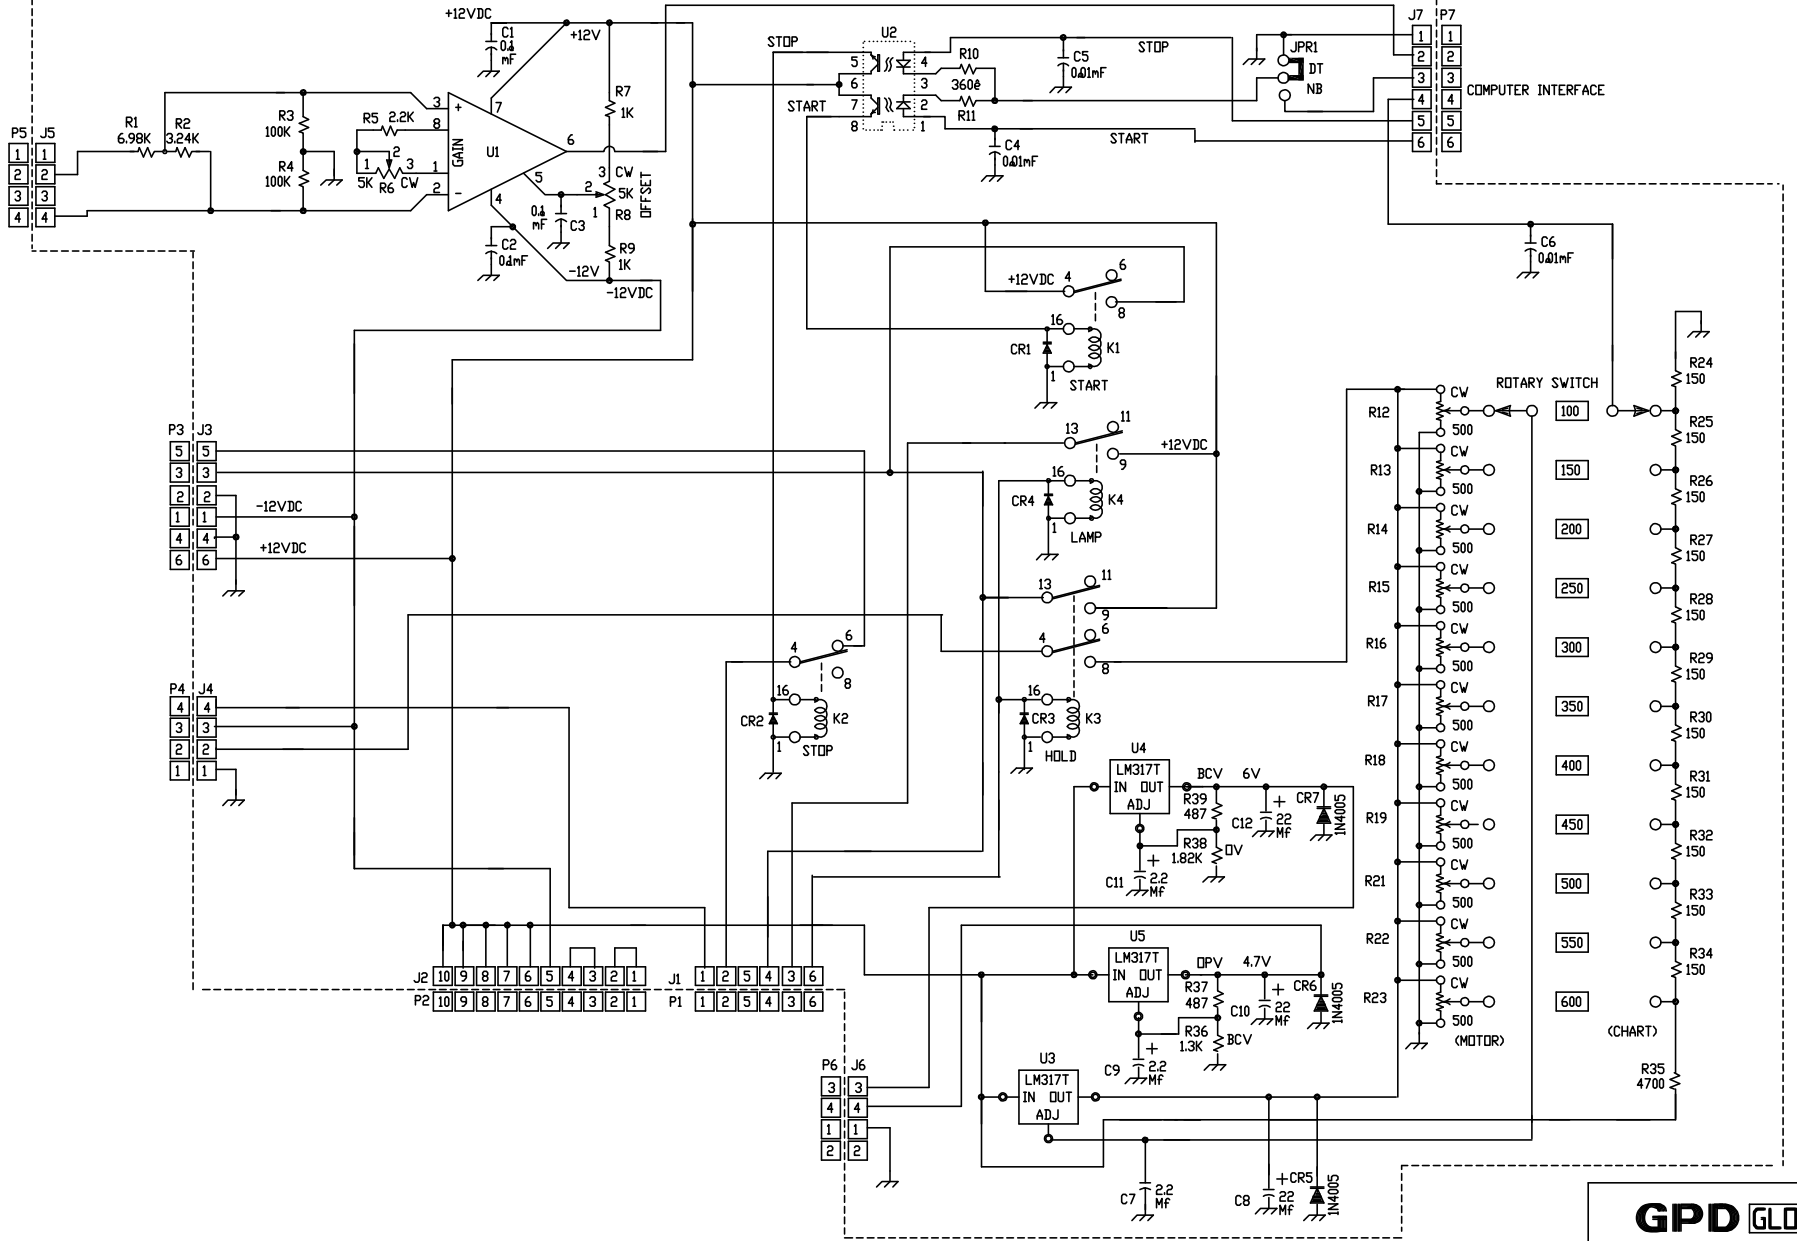 +12VDC
C1
0.1
mF
+12V
U2
STOP
5
4
6
3
7
2
8
1
START
R10
360è
R11
C5
0.01mF
STOP
C4
0.01mF
START
JPR1
DT
NB
J7 P7
1 1
2 2
3 3
4 4
5 5
6 6
COMPUTER INTERFACE
P5 J5
1 1
2 2
3 3
4 4
R1
6.98K
R2
3.24K
R3
100K
R4
100K
R5 2.2K
1 2 3
5K R6 CW
3
+
8
GAIN
1
2
-
7
U1
6
5
4
R7
1K
3 CW
2 5K
1 R8
OFFSET
0.1
mF
C3
R9
1K
C2
0.1mF
-12V
-12VDC
C6
0.01mF
+12VDC 4
6
8
16
CR1
K1
1
START
11
13
9
+12VDC
16
CR4
K4
1
LAMP
13
11
9
4
6
8
16
CR3
K3
1
HOLD
4
6
8
16
CR2
K2
1
STOP
P3 J3
5 5
3 3
2 2
1 1
4 4
6 6
-12VDC
+12VDC
P4 J4
4 4
3 3
2 2
1 1
J2
10 9 8 7 6 5 4 3 2 1
P2
10 9 8 7 6 5 4 3 2 1
J1
1 2 5 4 3 6
P1
1 2 5 4 3 6
U4
LM317T
IN OUT
ADJ
BCV
6V
R39
487
R38
1.82K
0V
C12
+
22
Mf
CR7
1N4005
C11
+
2.2
Mf
U5
LM317T
IN OUT
ADJ
OPV
4.7V
R37
487
R36
1.3K
BCV
C10
+
22
Mf
CR6
1N4005
C9
+
2.2
Mf
P6 J6
3 3
4 4
1 1
2 2
U3
LM317T
IN OUT
ADJ
C7
2.2
Mf
C8
+
22
Mf
CR5
1N4005
ROTARY SWITCH
R12 CW 500
100
R13 CW 500
150
R14 CW 500
200
R15 CW 500
250
R16 CW 500
300
R17 CW 500
350
R18 CW 500
400
R19 CW 500
450
R21 CW 500
500
R22 CW 500
550
R23 CW 500
600
(MOTOR)
(CHART)
R24
150
R25
150
R26
150
R27
150
R28
150
R29
150
R30
150
R31
150
R32
150
R33
150
R34
150
R35
4700
GPD GLO